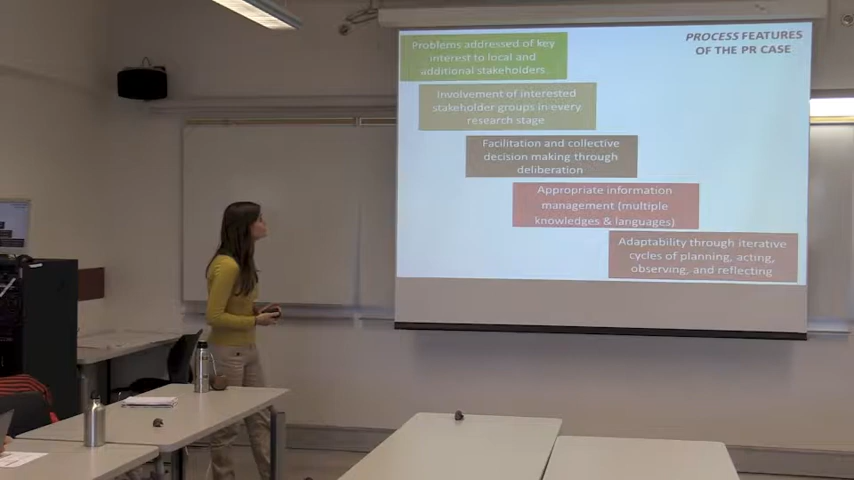 PROCESS FEATURES
OF THE PR CASE
Problems addressed of key
interest to local and
additional stakeholders
Involvement of interested
stakeholder groups in every
research stage
Facilitation and collective
decision making through
deliberation
Appropriate information
management (multiple
knowledges & languages)
Adaptability through iterative
cycles of planning, acting,
observing, and reflecting